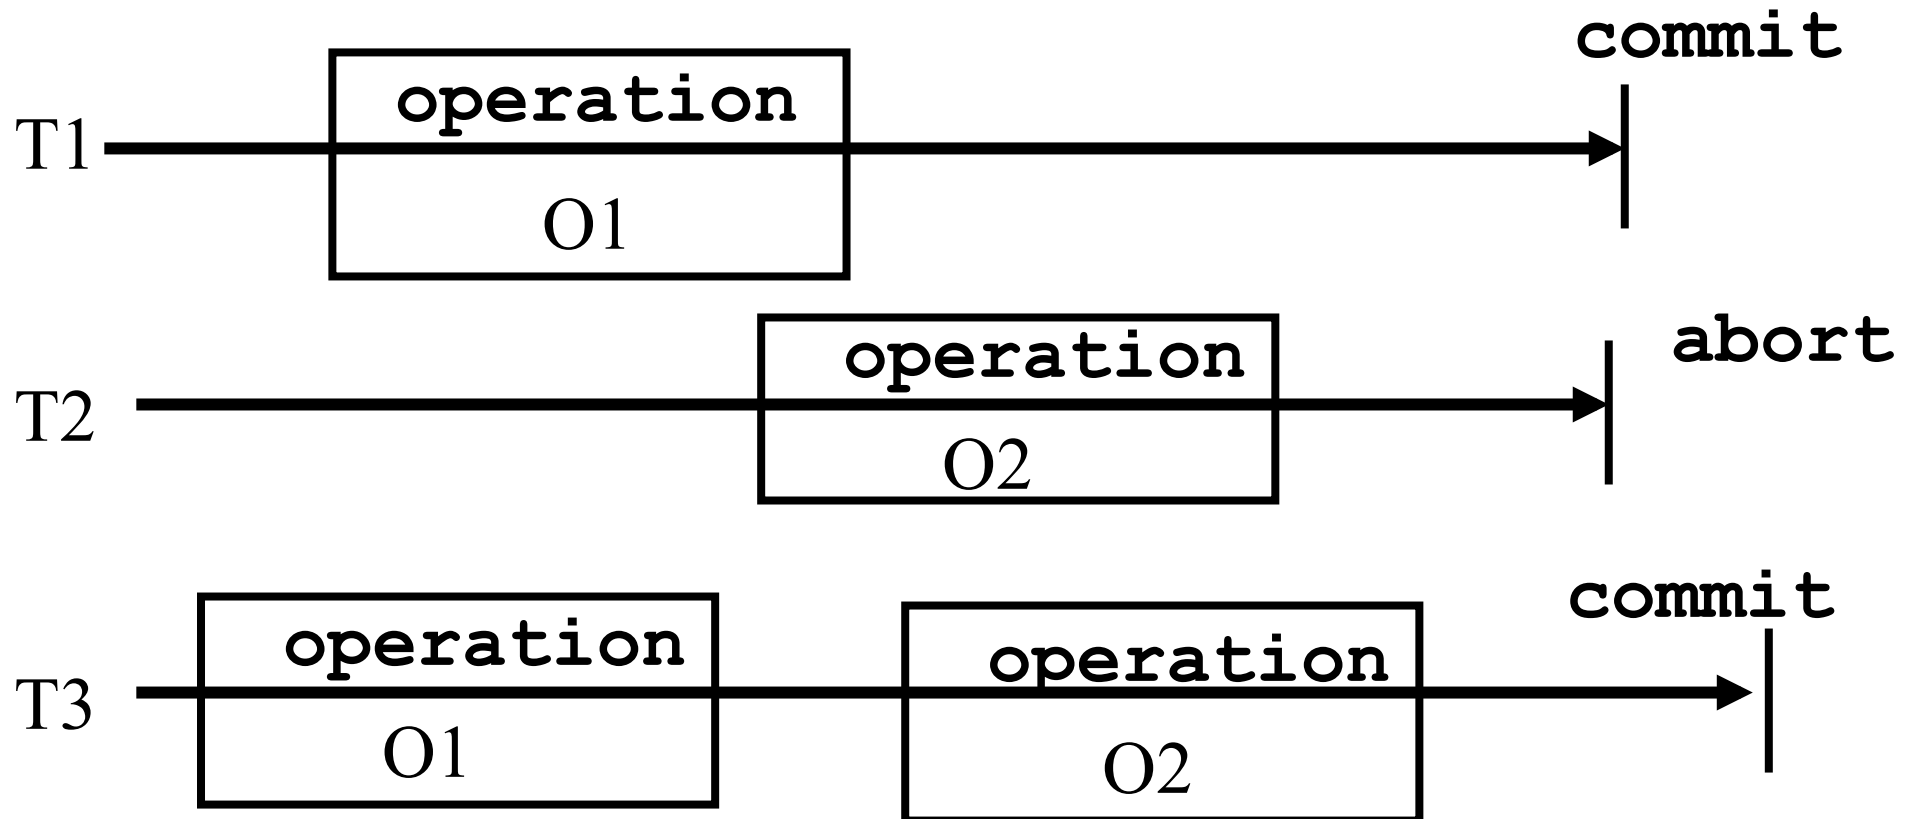 commit
operation
T1
O1
abort
operation
T2
O2
commit
operation operation
T3
O1 O2